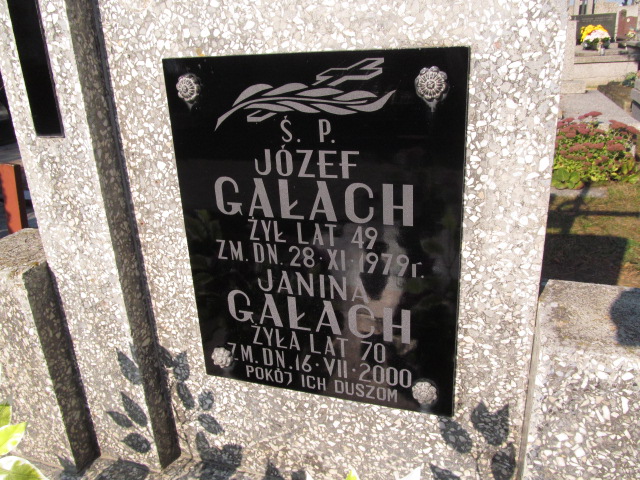 Ś. P.
JÓZEF
GAŁACH
ŻYŁ LAT 49
ZM. DN. 28·XI·1979r.
JANINA
GAŁACH
ŻYŁA LAT 70
ZM. DN. 16·VII·2000
POKÓJ ICH DUSZOM